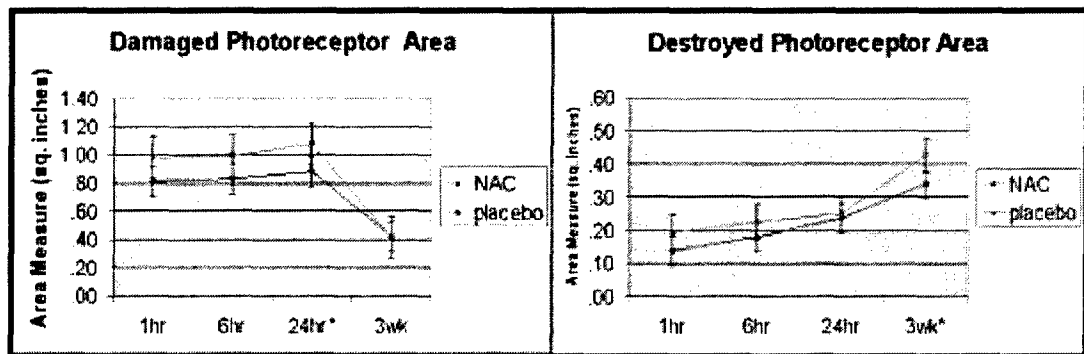 Damaged Photoreceptor Area
Area Measure (sq. inches)
1.40
1.20
1 00
.80
.60
.40
.20
.00
1hr
6hr
24hr*
3wk
NAC
placebo
Destroyed Photoreceptor Area
Area Measure (sq. inches)
.60
.50
.40
.30
.20
.10
.00
1hr
6hr
24hr
3wk*
NAC
placebo